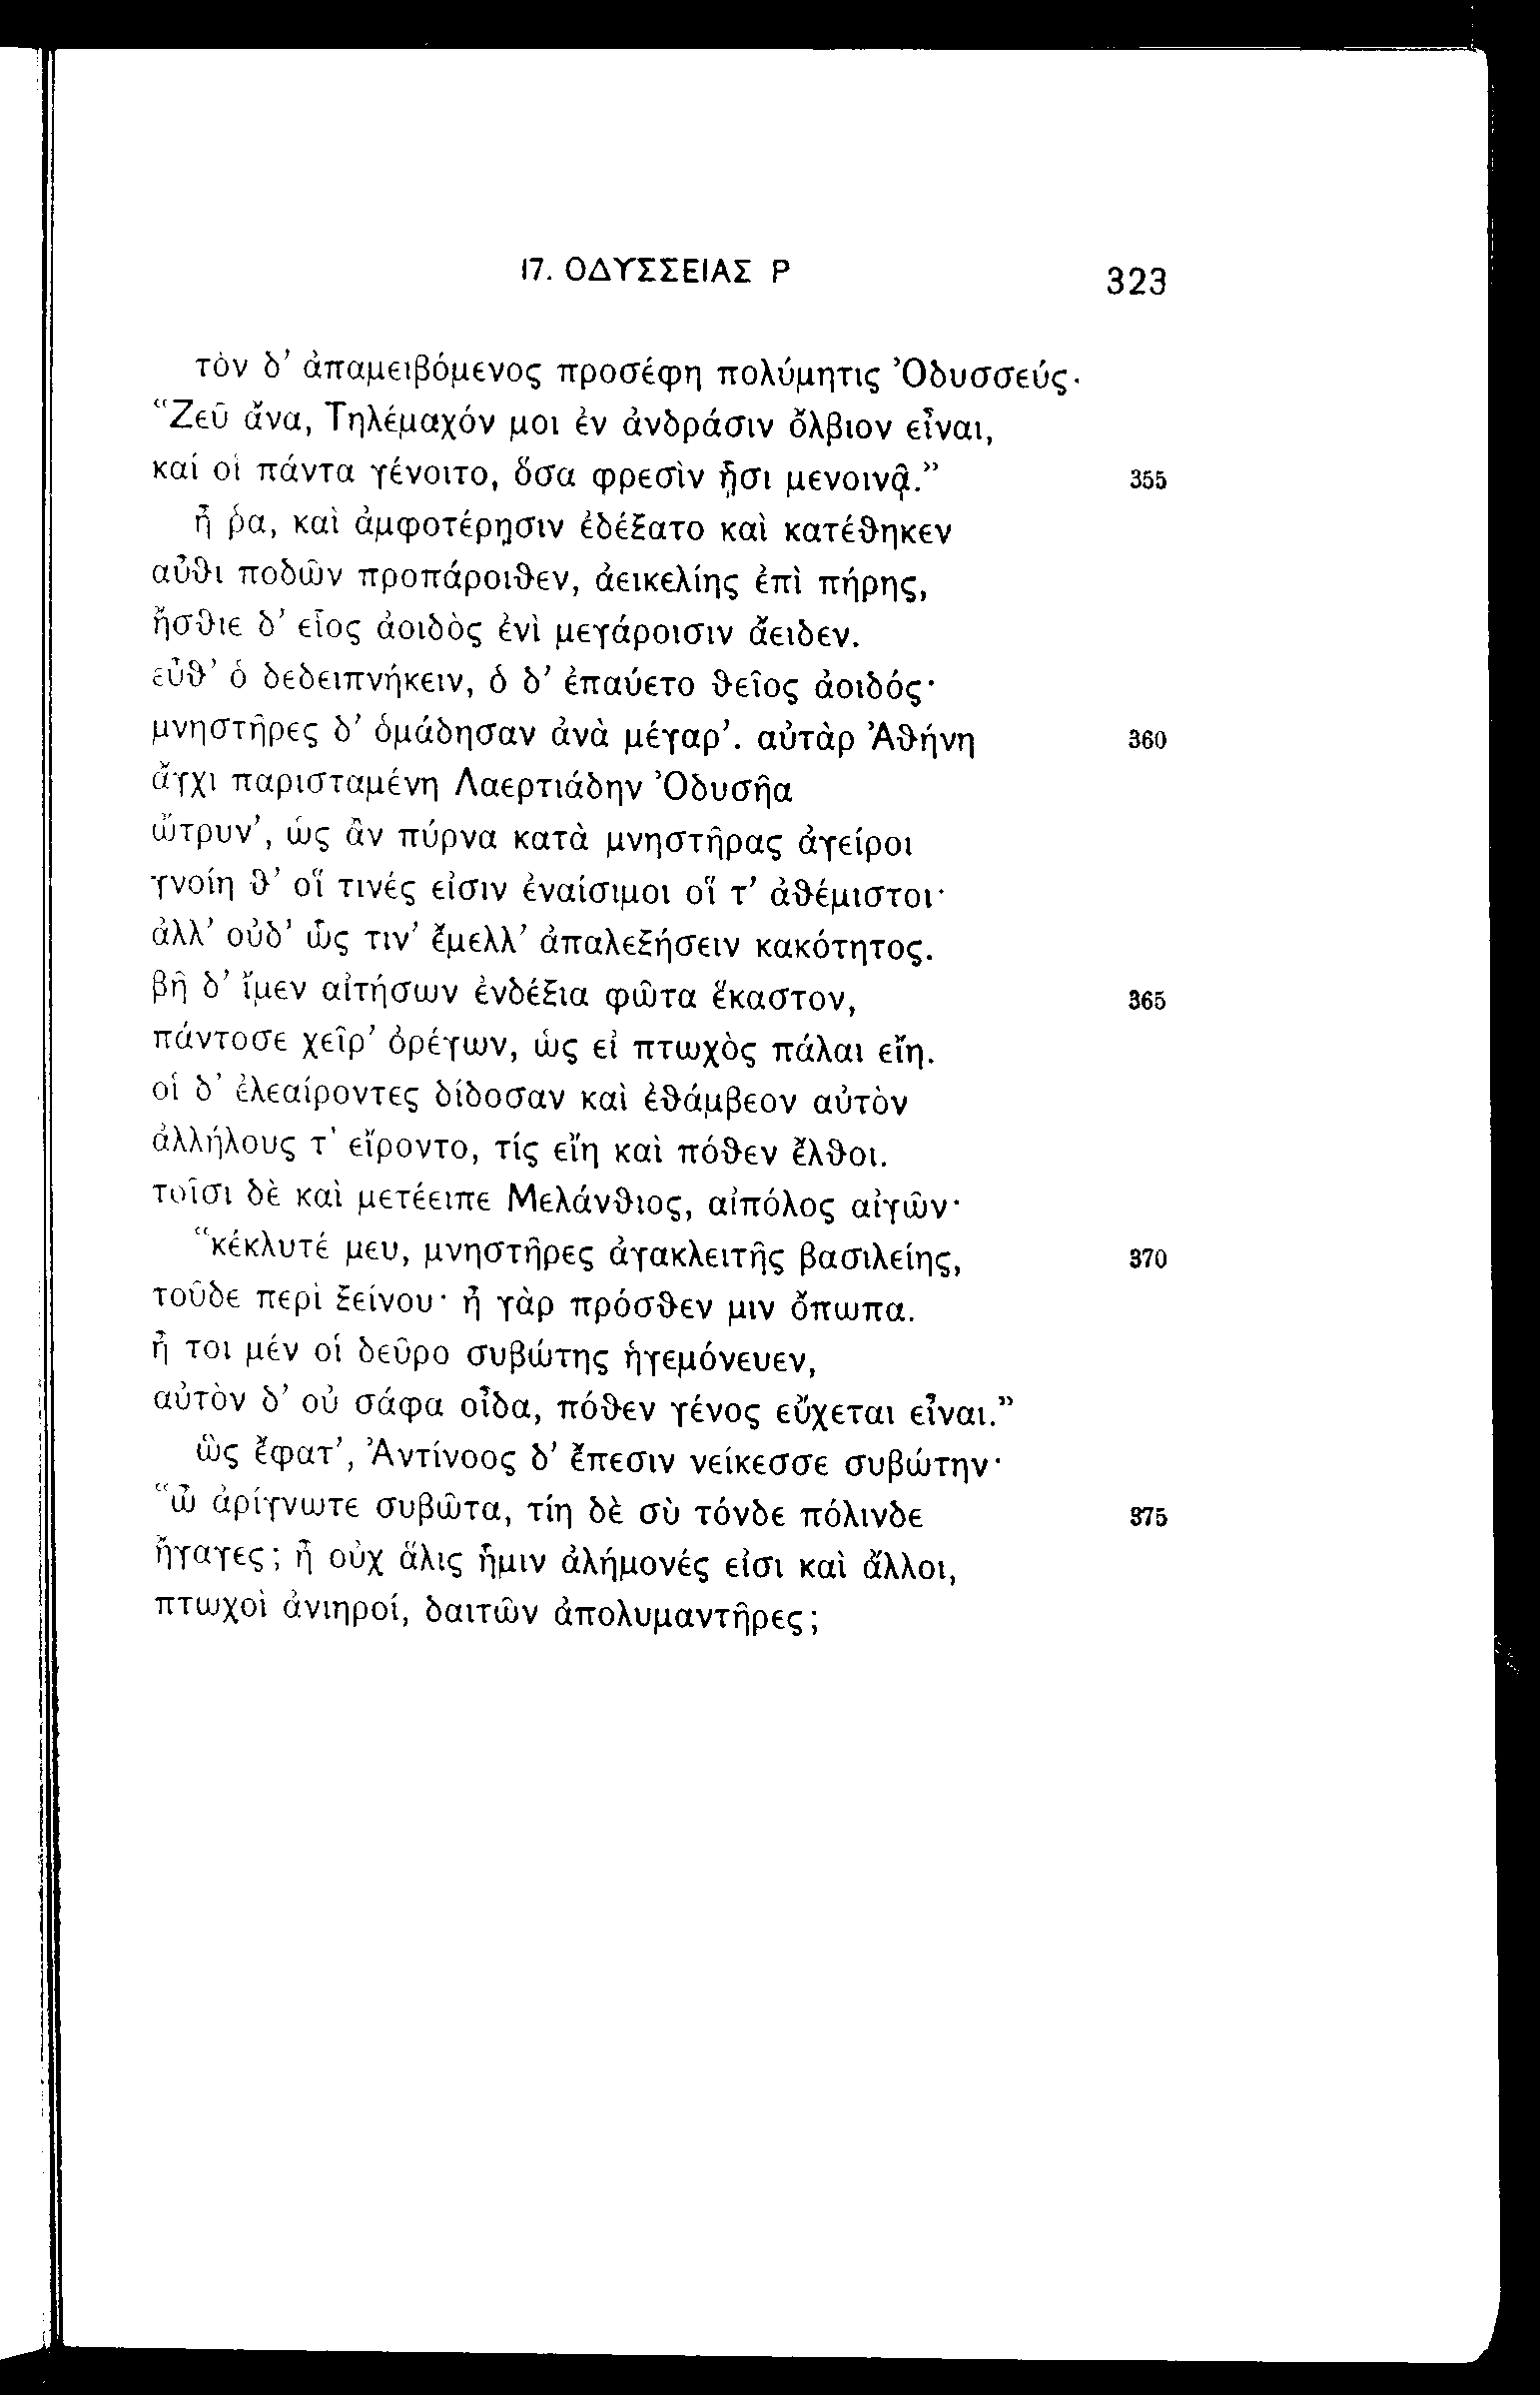 17. ΟΔΥΣΣΕΙΑΣ Ρ
323
τὸν δ’ ἀπαμειβόμενος προσέφη πολύμητις Ὀδυσσεύς·
“Ζεῦ ἄνα, Τηλέμαχόν μοι ἐν ἀνδράσιν ὄλβιον εἶναι,
καί οἱ πάντα γένοιτο, ὅσα φρεσὶν ᾗσι μενοινᾷ.” 355
ἦ ῥα, καὶ ἀμφοτέρῃσιν ἐδέξατο καὶ κατέθηκεν
αὖθι ποδῶν προπάροιθεν, ἀεικελίης ἐπὶ πήρης,
ἤσθιε δ’ εἷος ἀοιδὸς ἐνὶ μεγάροισιν ἄειδεν.
εὖθ’ ὁ δεδειπνήκειν, ὁ δ’ ἐπαύετο θεῖος ἀοιδός·
μνηστῆρες δ’ ὁμάδησαν ἀνὰ μέγαρ’. αὐτὰρ Ἀθήνη 360
ἄγχι παρισταμένη Λαερτιάδην Ὀδυσῆα
ὤτρυν’, ὡς ἂν πύρνα κατὰ μνηστῆρας ἀγείροι
γνοίη θ’ οἵ τινές εἰσιν ἐναίσιμοι οἵ τ’ ἀθέμιστοι·
ἀλλ’ οὐδ’ ὧς τιν’ ἔμελλ’ ἀπαλεξήσειν κακότητος.
βῆ δ’ ἴμεν αἰτήσων ἐνδέξια φῶτα ἕκαστον, 365
πάντοσε χεῖρ’ ὀρέγων, ὡς εἰ πτωχὸς πάλαι εἴη.
οἱ δ’ ἐλεαίροντες δίδοσαν καὶ ἐθάμβεον αὐτὸν
ἀλλήλους τ’ εἴροντο, τίς εἴη καὶ πόθεν ἔλθοι.
τοῖσι δὲ καὶ μετέειπε Μελάνθιος, αἰπόλος αἰγῶν·
“κέκλυτέ μευ, μνηστῆρες ἀγακλειτῆς βασιλείης, 370
τοῦδε περὶ ξείνου· ἦ γὰρ πρόσθεν μιν ὄπωπα.
ἦ τοι μέν οἱ δεῦρο συβώτης ἡγεμόνευεν,
αὐτὸν δ’ οὐ σάφα οἶδα, πόθεν γένος εὔχεται εἶναι.”
ὣς ἔφατ’, Ἀντίνοος δ’ ἔπεσιν νείκεσσε συβώτην·
“ὦ ἀρίγνωτε συβῶτα, τίη δὲ σὺ τόνδε πόλινδε 375
ἤγαγες; ἦ οὐχ ἅλις ἧμιν ἀλήμονές εἰσι καὶ ἄλλοι,
πτωχοὶ ἀνιηροί, δαιτῶν ἀπολυμαντῆρες;